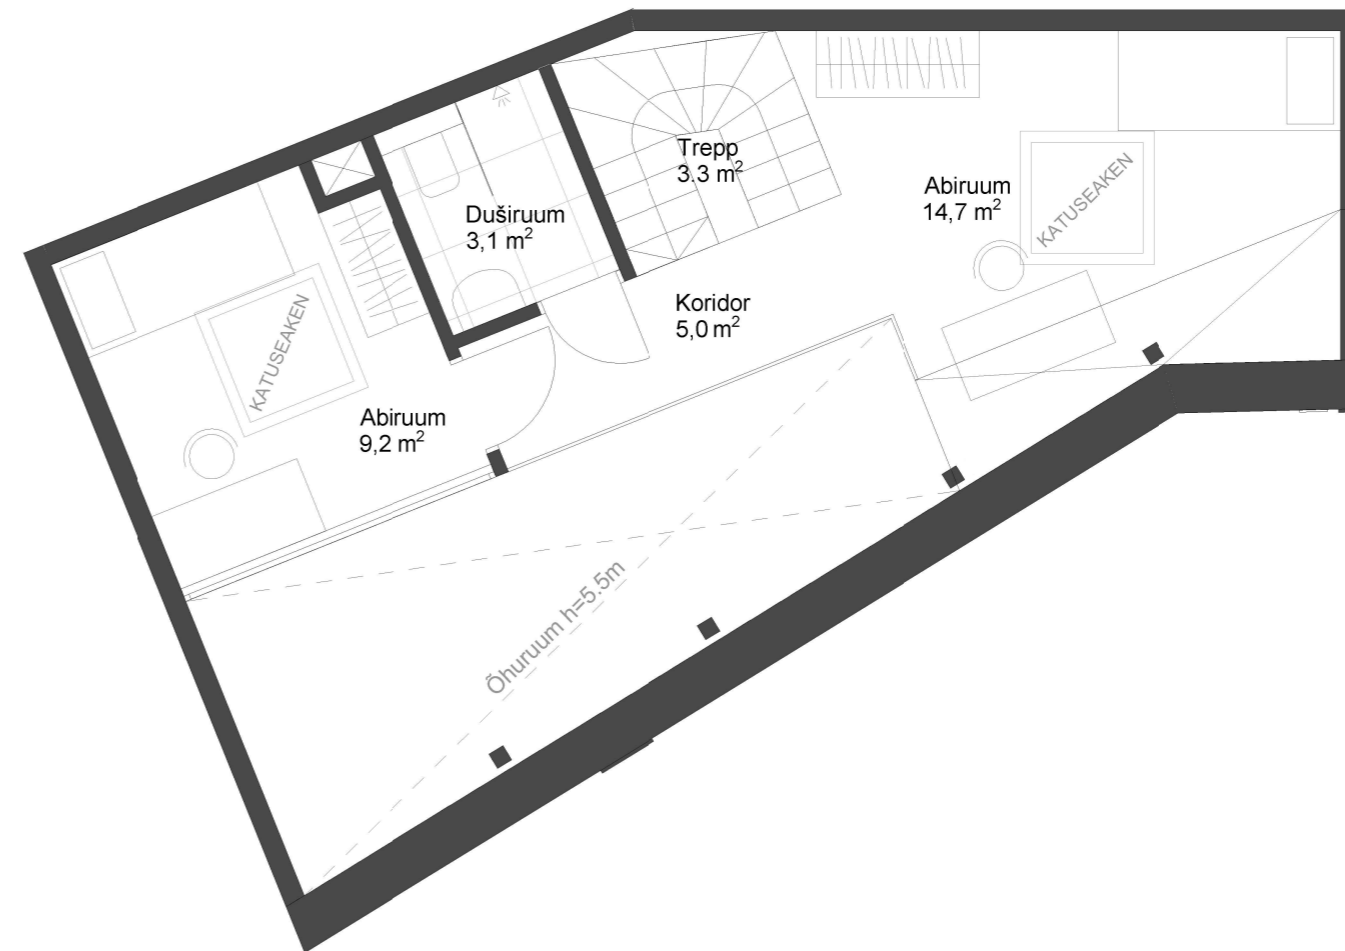 Trepp
3.3 m²
Abiruum
14,7 m²
KATUSEAKEN
Duširuum
3,1 m²
Koridor
5,0 m²
KATUSEAKEN
Abiruum
9,2 m²
Õhuruum h=5.5m